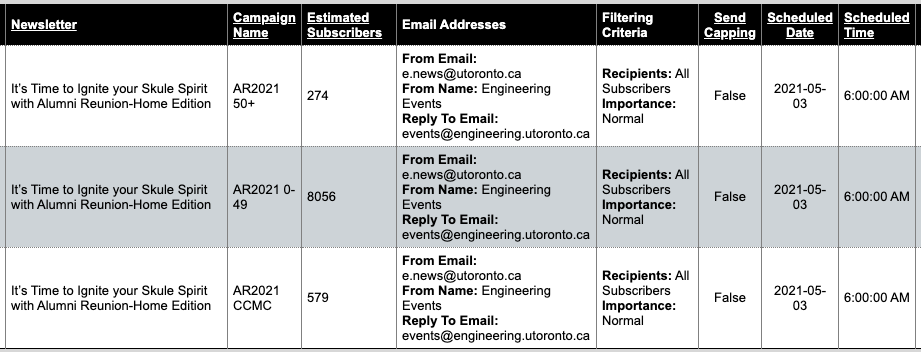 Newsletter
Campaign Name
Estimated Subscribers
Email Addresses
Filtering Criteria
Send Capping
Scheduled Date
Scheduled Time
It's Time to Ignite your Skule Spirit
with Alumni Reunion-Home Edition
AR2021
50+
274
From Email:
e.news@utoronto.ca
From Name: Engineering
Events
Reply To Email:
events@engineering.utoronto.ca
Recipients: All
Subscribers
Importance:
Normal
False
2021-05-
03
6:00:00 AM
It's Time to Ignite your Skule Spirit
with Alumni Reunion-Home Edition
AR2021 0-
49
8056
From Email:
e.news@utoronto.ca
From Name: Engineering
Events
Reply To Email:
events@engineering.utoronto.ca
Recipients: All
Subscribers
Importance:
Normal
False
2021-05-
03
6:00:00 AM
It's Time to Ignite your Skule Spirit
with Alumni Reunion-Home Edition
AR2021
CCMC
579
From Email:
e.news@utoronto.ca
From Name: Engineering
Events
Reply To Email:
events@engineering.utoronto.ca
Recipients: All
Subscribers
Importance:
Normal
False
2021-05-
03
6:00:00 AM